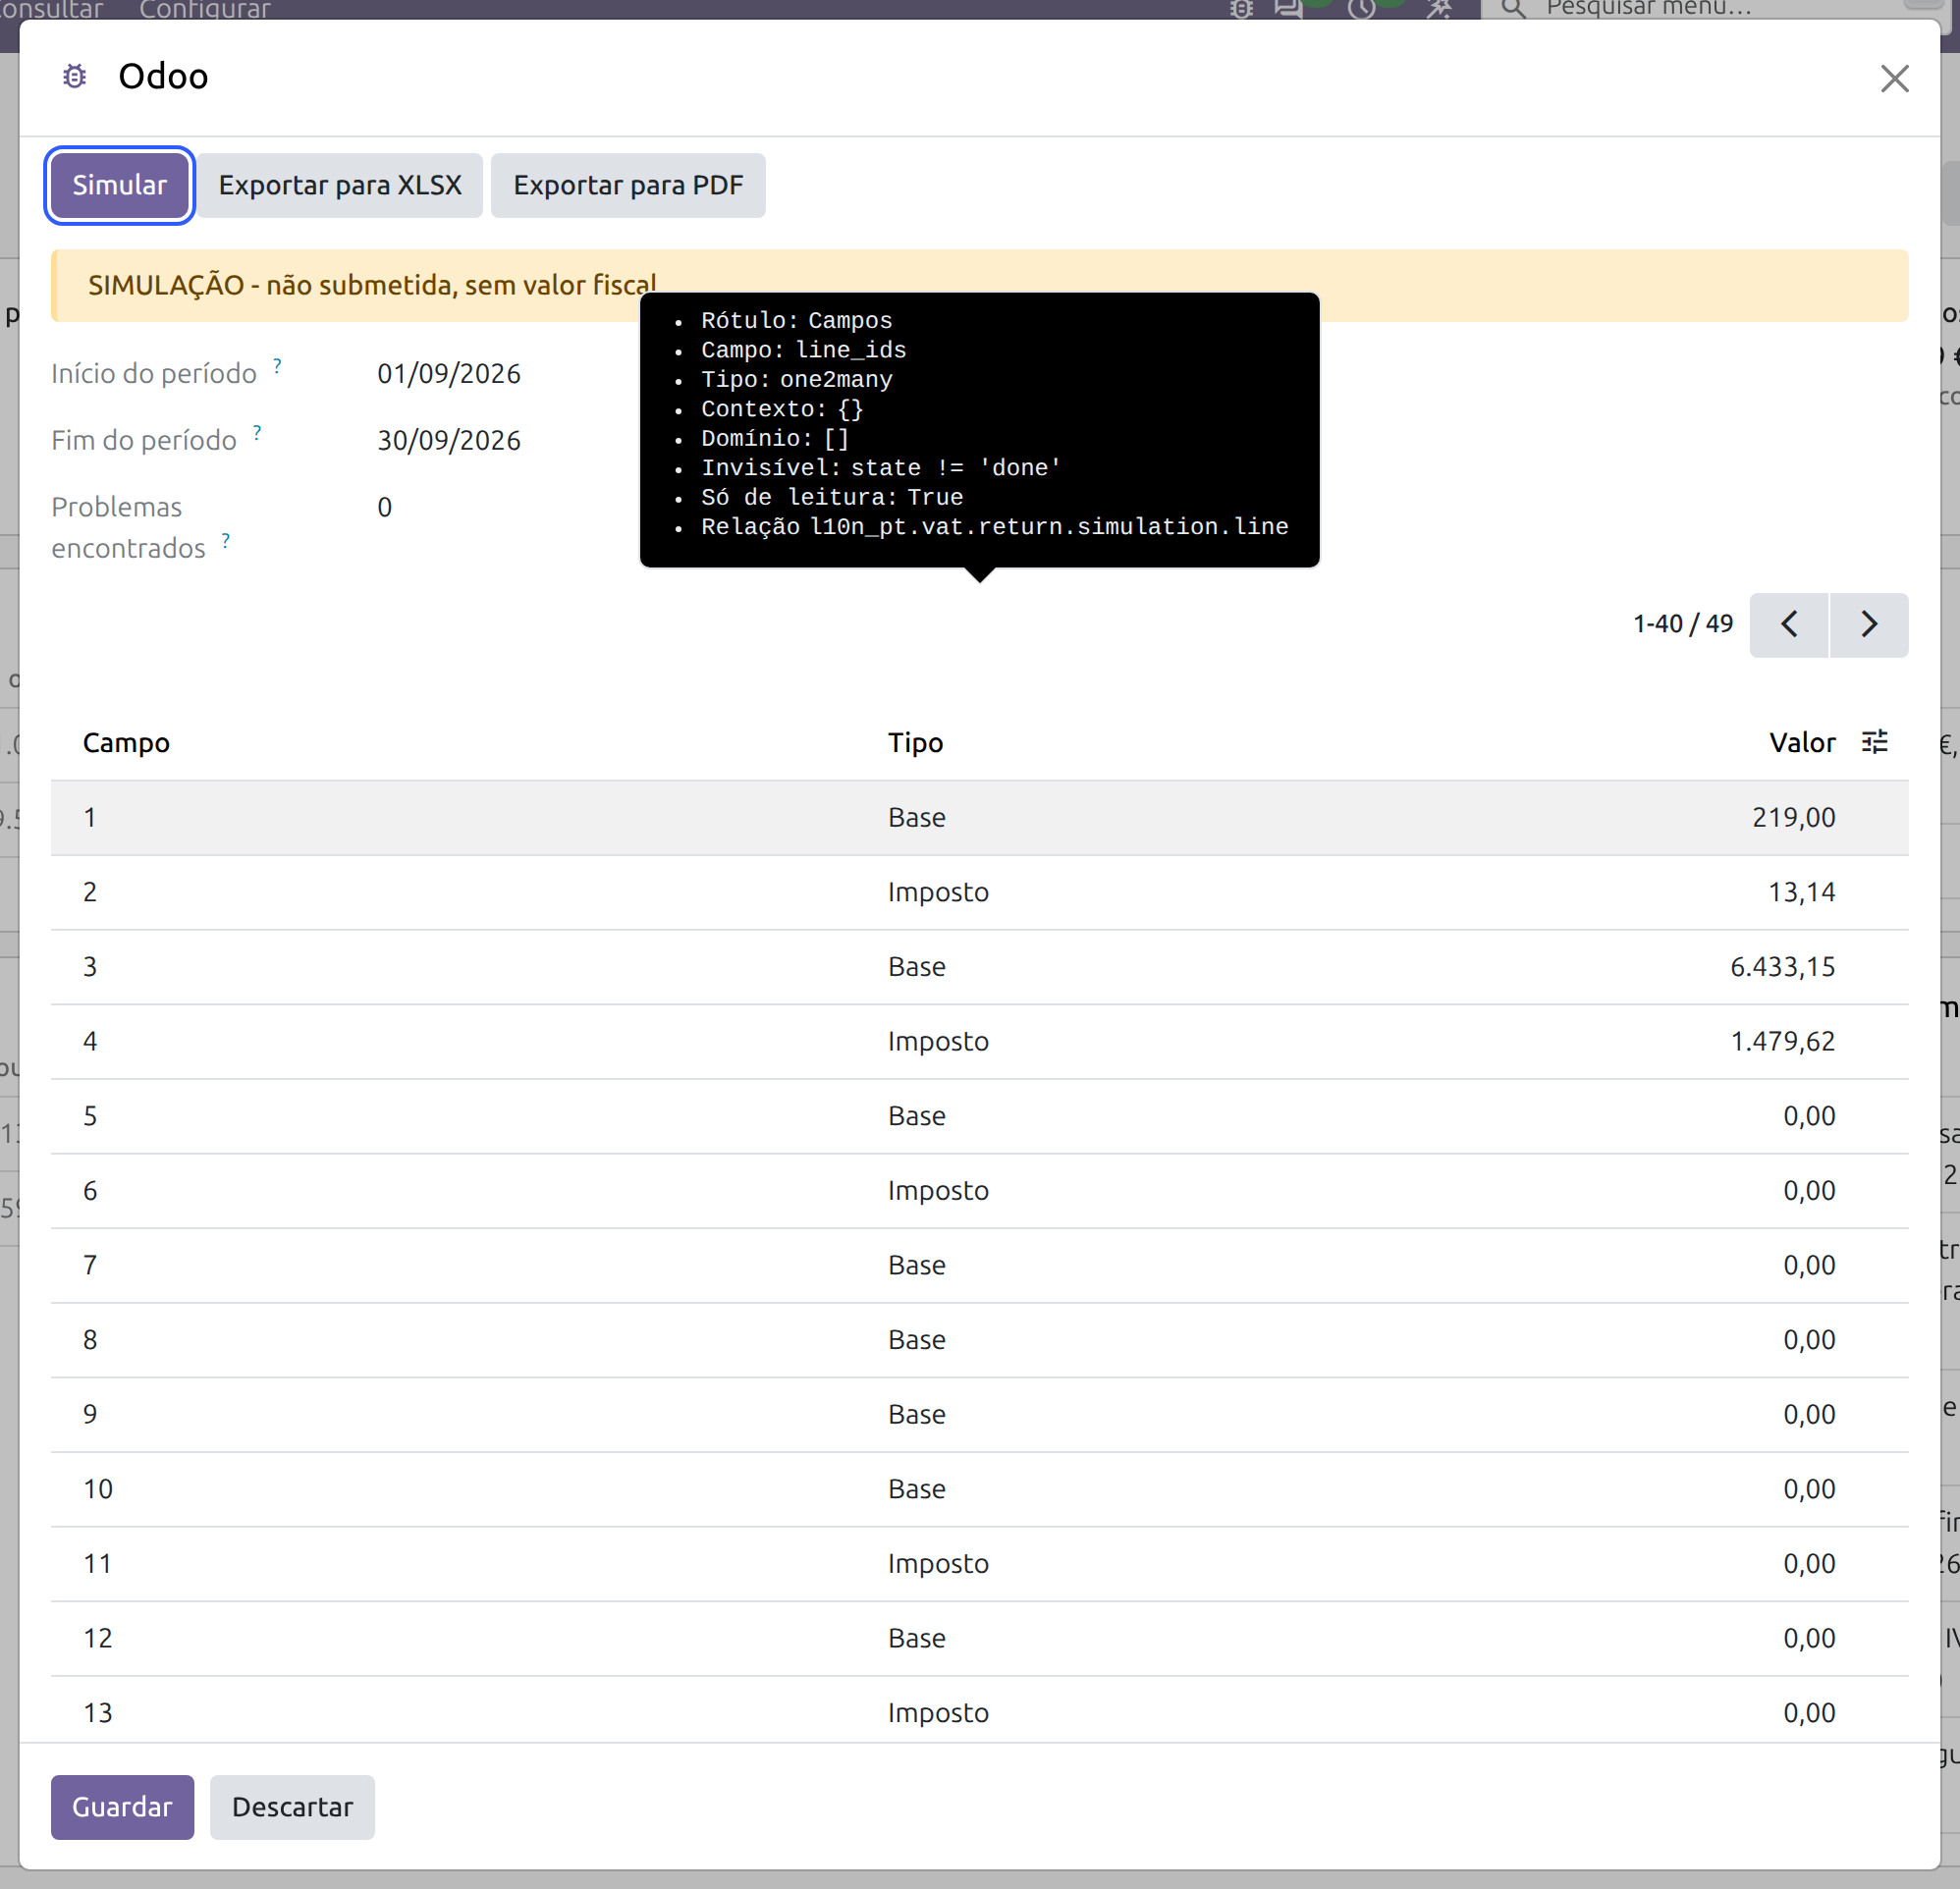 Consultar Configurar
Pesquisar menu...
Odoo
Simular Exportar para XLSX Exportar para PDF
SIMULAÇÃO - não submetida, sem valor fiscal
Início do período ? 01/09/2026
Fim do período ? 30/09/2026
Problemas encontrados ? 0
Rótulo: Campos
Campo: line_ids
Tipo: one2many
Contexto: {}
Domínio: []
Invisível: state != 'done'
Só de leitura: True
Relação l10n_pt.vat.return.simulation.line
1-40 / 49
Campo Tipo Valor
1 Base 219,00
2 Imposto 13,14
3 Base 6.433,15
4 Imposto 1.479,62
5 Base 0,00
6 Imposto 0,00
7 Base 0,00
8 Base 0,00
9 Base 0,00
10 Base 0,00
11 Imposto 0,00
12 Base 0,00
13 Imposto 0,00
Guardar Descartar